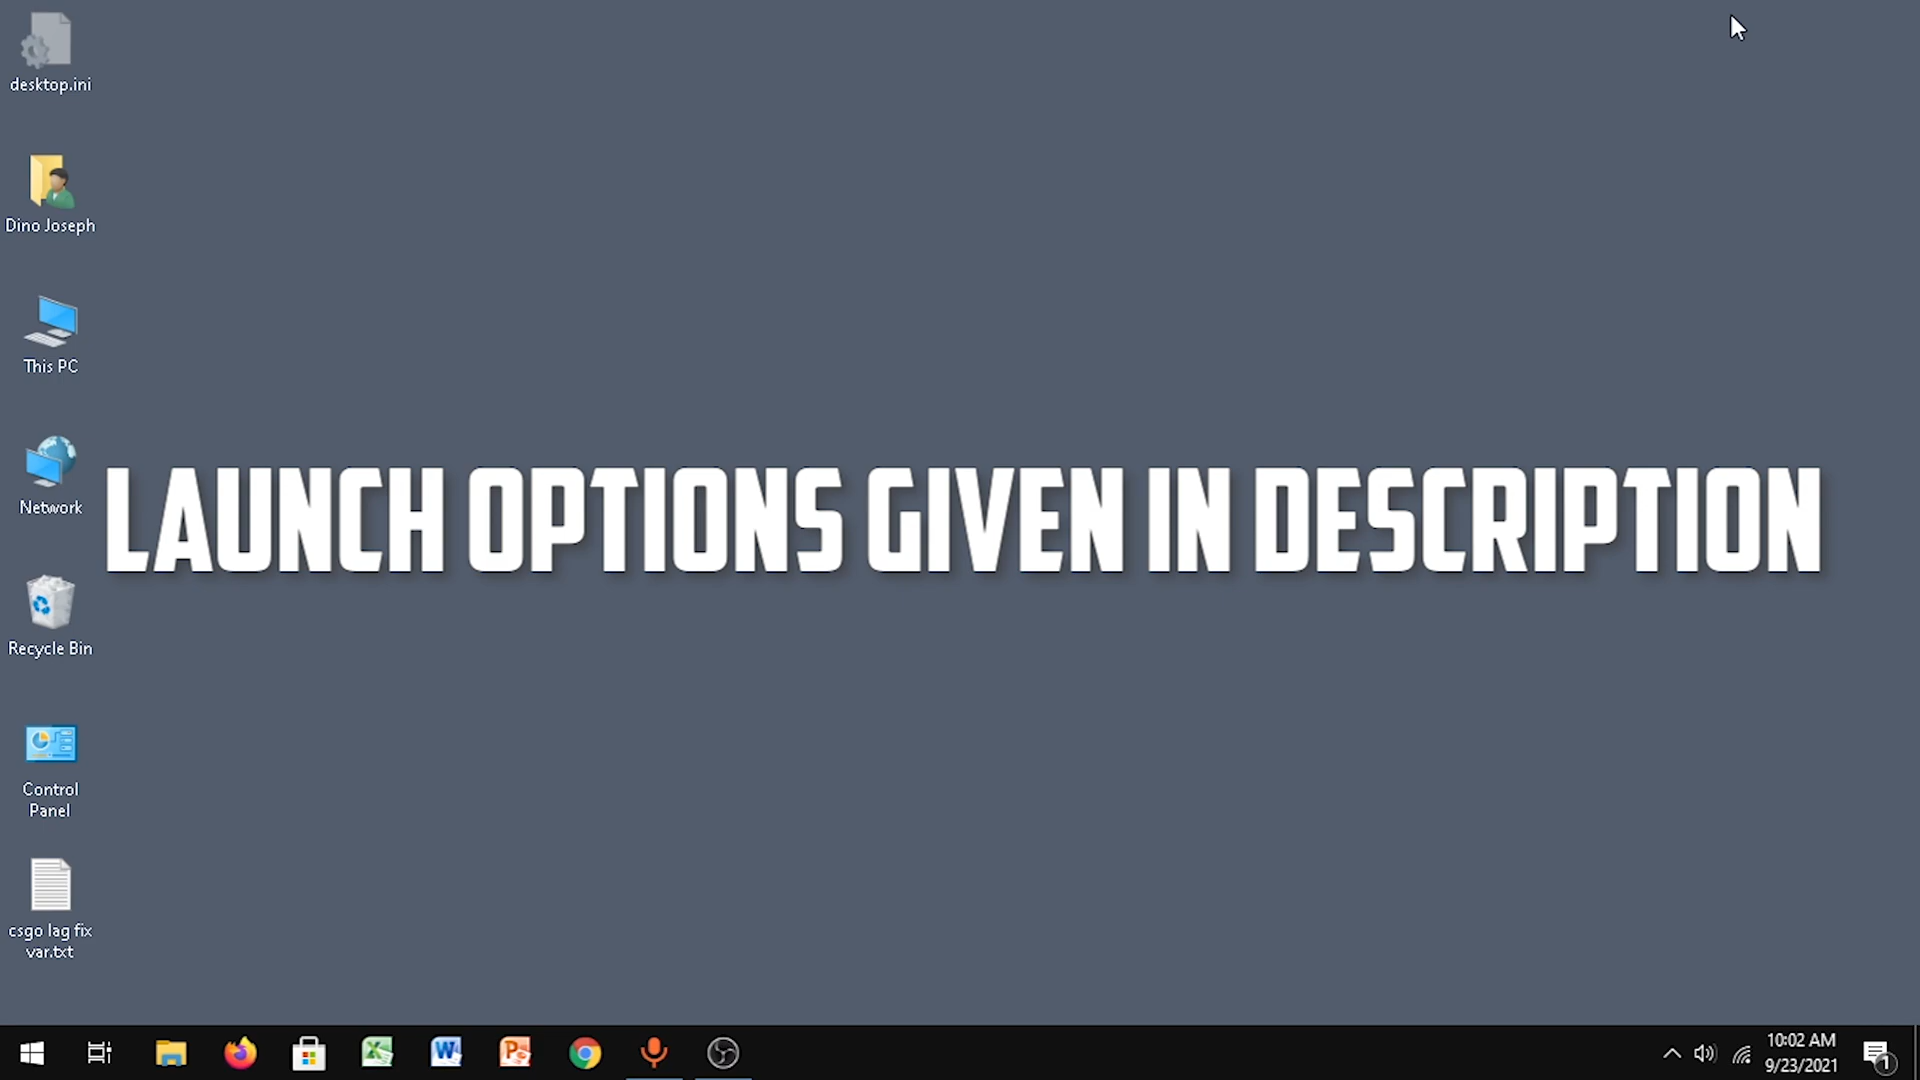 desktop.ini
Dino Joseph
This PC
Network
LAUNCH OPTIONS GIVEN IN DESCRIPTION
Recycle Bin
Control
Panel
csgo lag fix
var.txt
10:02 AM
9/23/2021
1